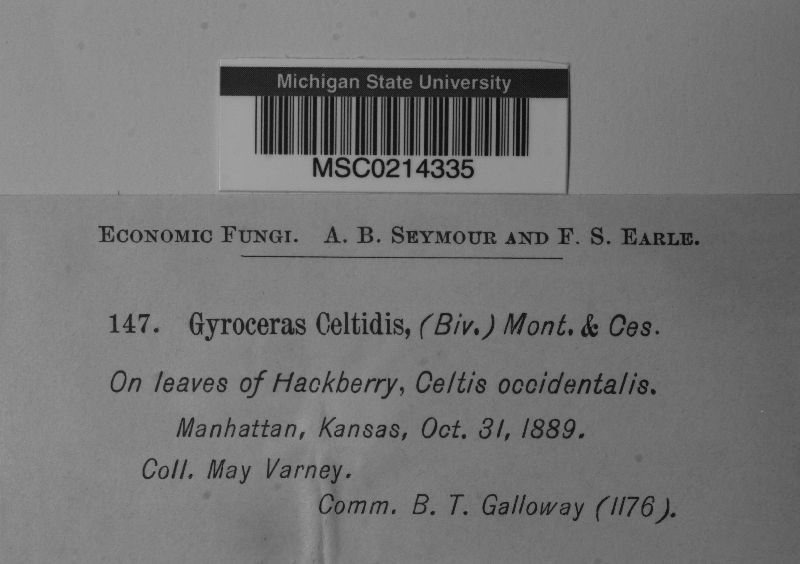 Michigan State University
MSC0214335
ECONOMIC FUNGI. A. B. SEYMOUR AND F. S. EARLE.
147. Gyroceras Celtidis, (Biv.) Mont. & Ces.
On leaves of Hackberry, Celtis occidentalis.
Manhattan, Kansas, Oct. 31, 1889.
Coll. May Varney.
Comm. B. T. Galloway (1176).